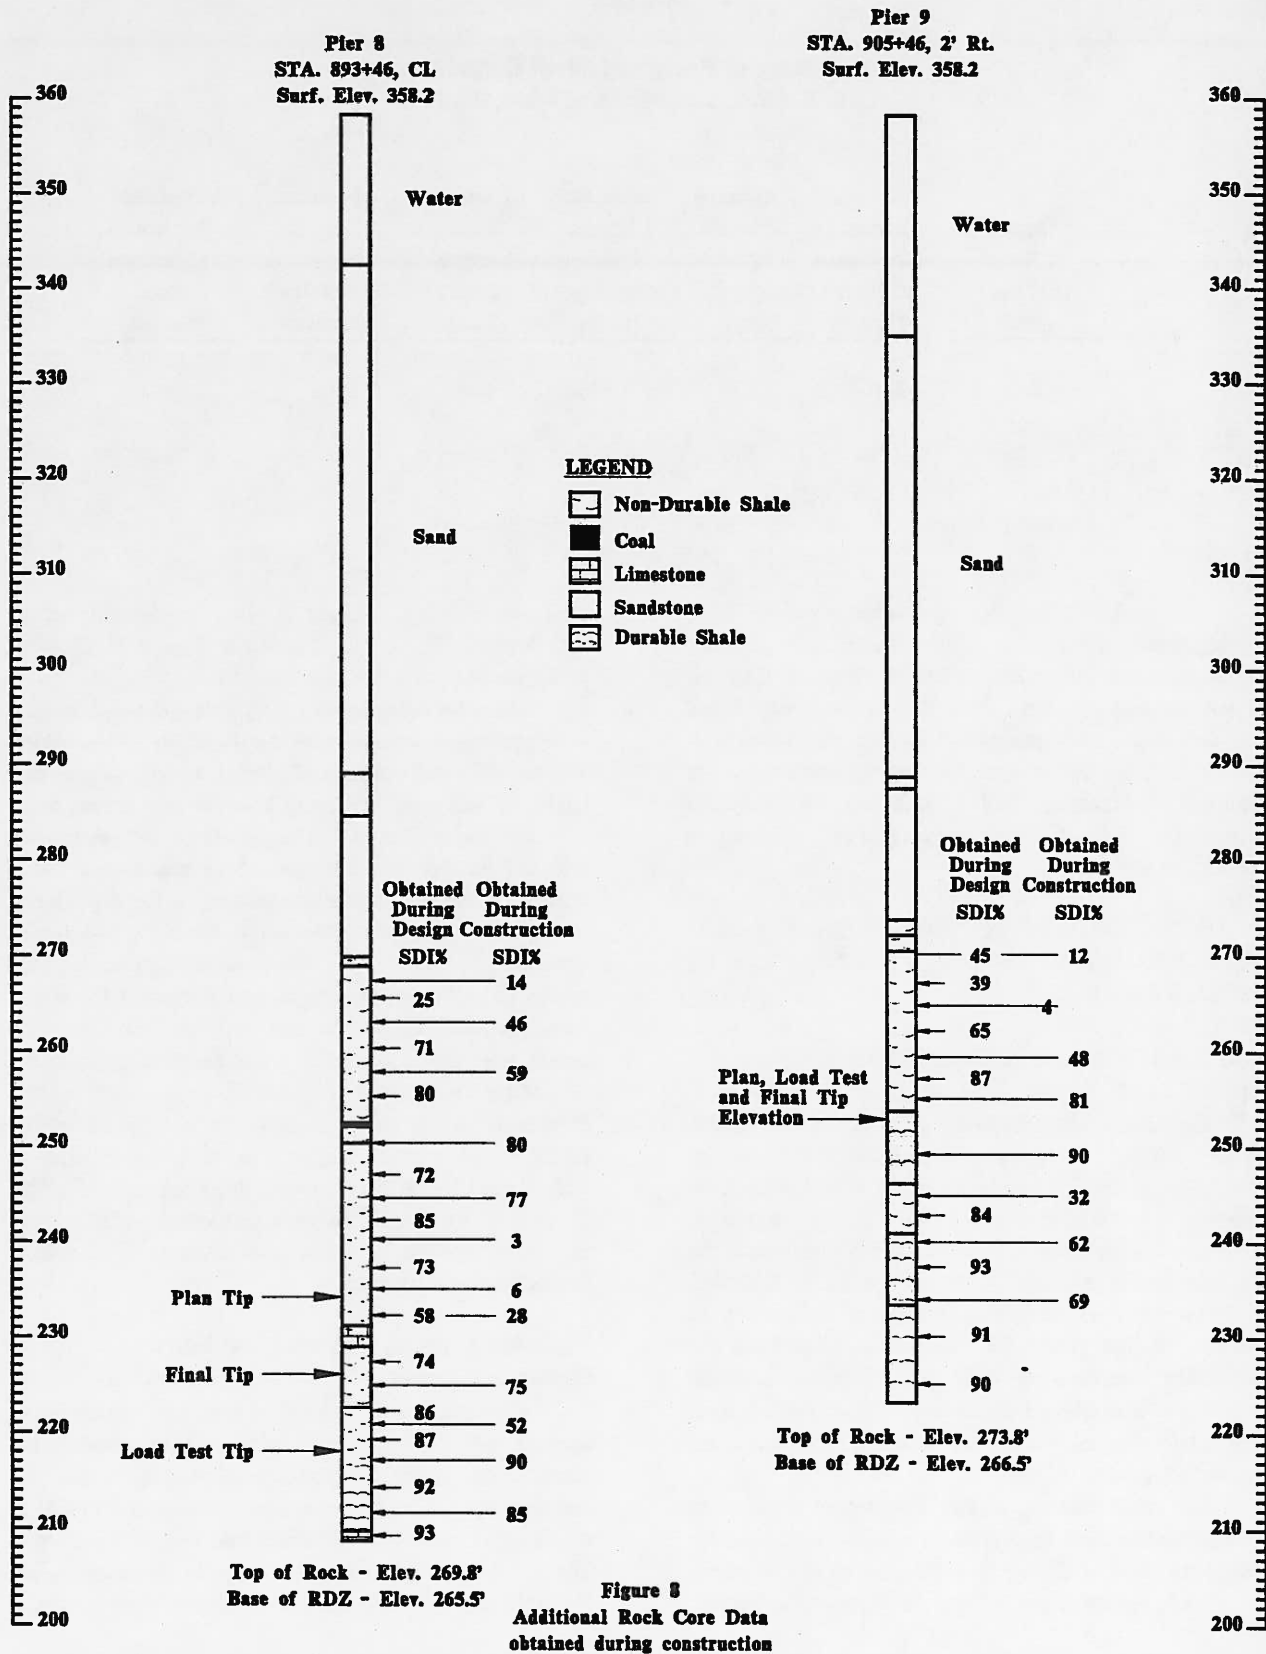 Pier 8
STA. 893+46, CL
Surf. Elev. 358.2
Pier 9
STA. 905+46, 2' Rt.
Surf. Elev. 358.2
360
350
340
330
320
310
300
290
280
270
260
250
240
230
220
210
200
Water
Sand
Obtained During Design SDI%
Obtained During Construction SDI%
14
25
46
71
59
80
80
72
77
85
3
73
6
58
28
74
75
86
52
87
90
92
85
93
Plan Tip
Final Tip
Load Test Tip
Top of Rock - Elev. 269.8'
Base of RDZ - Elev. 265.5'
LEGEND
Non-Durable Shale
Coal
Limestone
Sandstone
Durable Shale
Water
Sand
Obtained During Design SDI%
Obtained During Construction SDI%
45
12
39
4
65
48
87
81
90
32
84
62
93
69
91
90
Plan, Load Test
and Final Tip
Elevation
Top of Rock - Elev. 273.8'
Base of RDZ - Elev. 266.5'
360
350
340
330
320
310
300
290
280
270
260
250
240
230
220
210
200
Figure 8
Additional Rock Core Data
obtained during construction